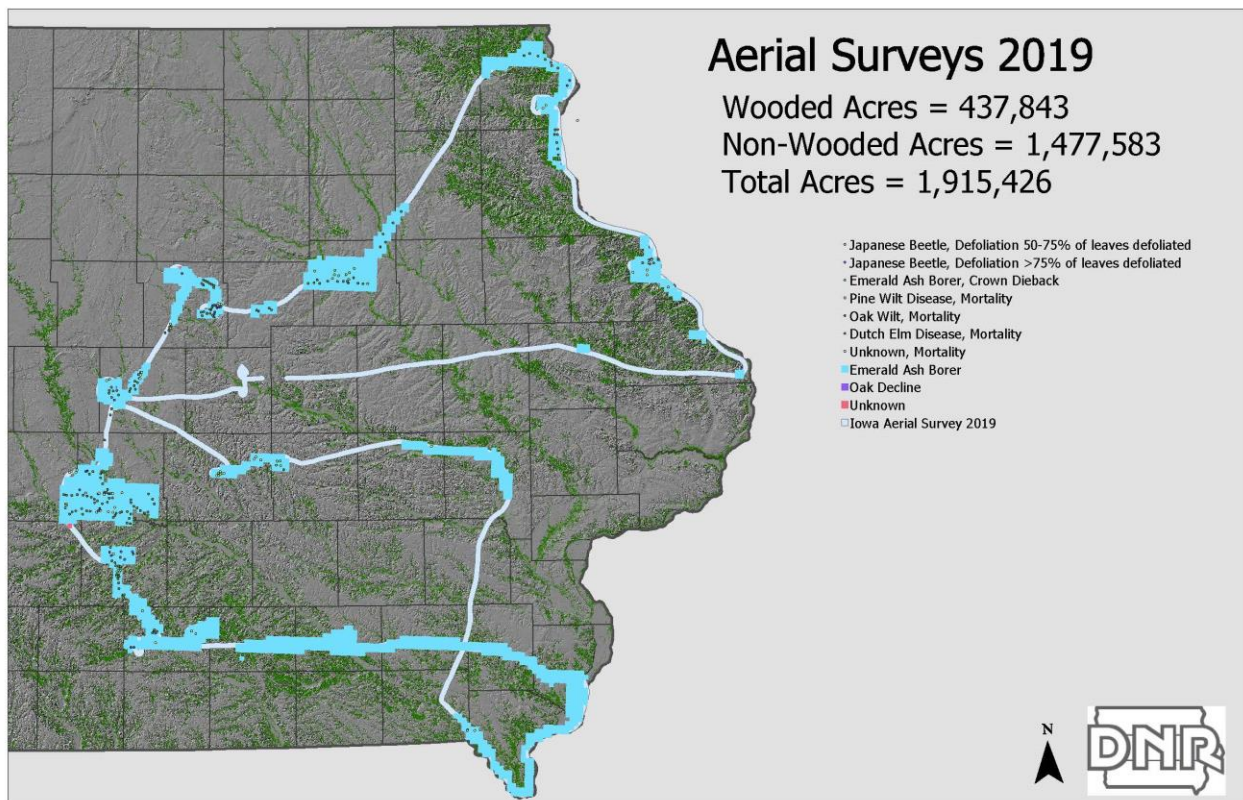 Aerial Surveys 2019
Wooded Acres = 437,843
Non-Wooded Acres = 1,477,583
Total Acres = 1,915,426
Japanese Beetle, Defoliation 50-75% of leaves defoliated
Japanese Beetle, Defoliation >75% of leaves defoliated
Emerald Ash Borer, Crown Dieback
Pine Wilt Disease, Mortality
Oak Wilt, Mortality
Dutch Elm Disease, Mortality
Unknown, Mortality
Emerald Ash Borer
Oak Decline
Unknown
Iowa Aerial Survey 2019
N
DNR